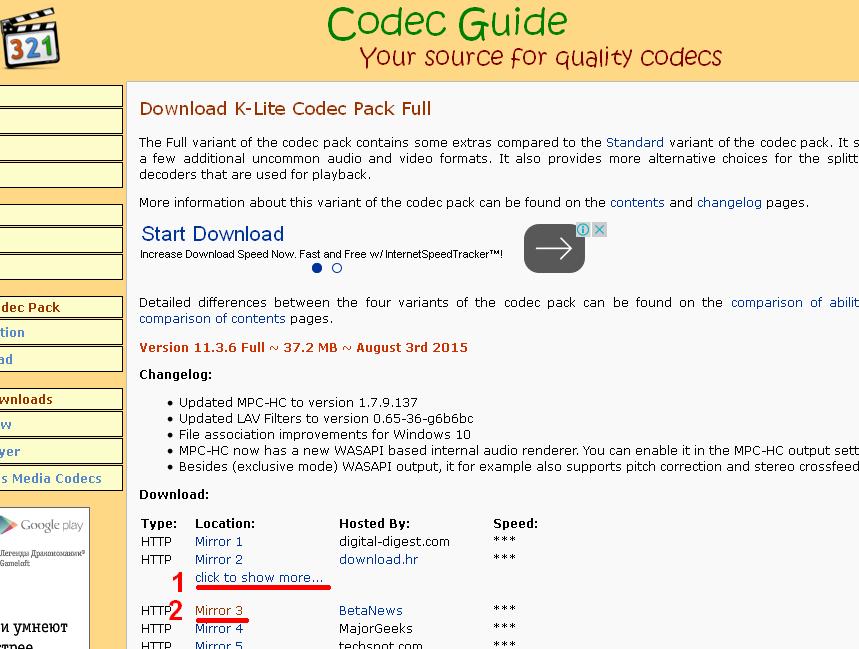 321
Codec Guide
Your source for quality codecs
Download K-Lite Codec Pack Full
The Full variant of the codec pack contains some extras compared to the Standard variant of the codec pack. It s
a few additional uncommon audio and video formats. It also provides more alternative choices for the splitt
decoders that are used for playback.
More information about this variant of the codec pack can be found on the contents and changelog pages.
Start Download
Increase Download Speed Now. Fast and Free w/ InternetSpeedTracker™!
Detailed differences between the four variants of the codec pack can be found on the comparison of abilit
comparison of contents pages.
Version 11.3.6 Full ~ 37.2 MB ~ August 3rd 2015
Changelog:
• Updated MPC-HC to version 1.7.9.137
• Updated LAV Filters to version 0.65-36-g6b6bc
• File association improvements for Windows 10
• MPC-HC now has a new WASAPI based internal audio renderer. You can enable it in the MPC-HC output sett
• Besides (exclusive mode) WASAPI output, it for example also supports pitch correction and stereo crossfeed
Download:
Type: Location: Hosted By: Speed:
HTTP Mirror 1 digital-digest.com ***
HTTP Mirror 2 download.hr ***
1 click to show more...
HTTP 2 Mirror 3 BetaNews ***
HTTP Mirror 4 MajorGeeks ***
HTTP Mirror 5 techspot.com ***
dec Pack
tion
ad
wnloads
w
yer
s Media Codecs
Google play
Легенды Дракономании®
Gameloft
и умнеют
трее